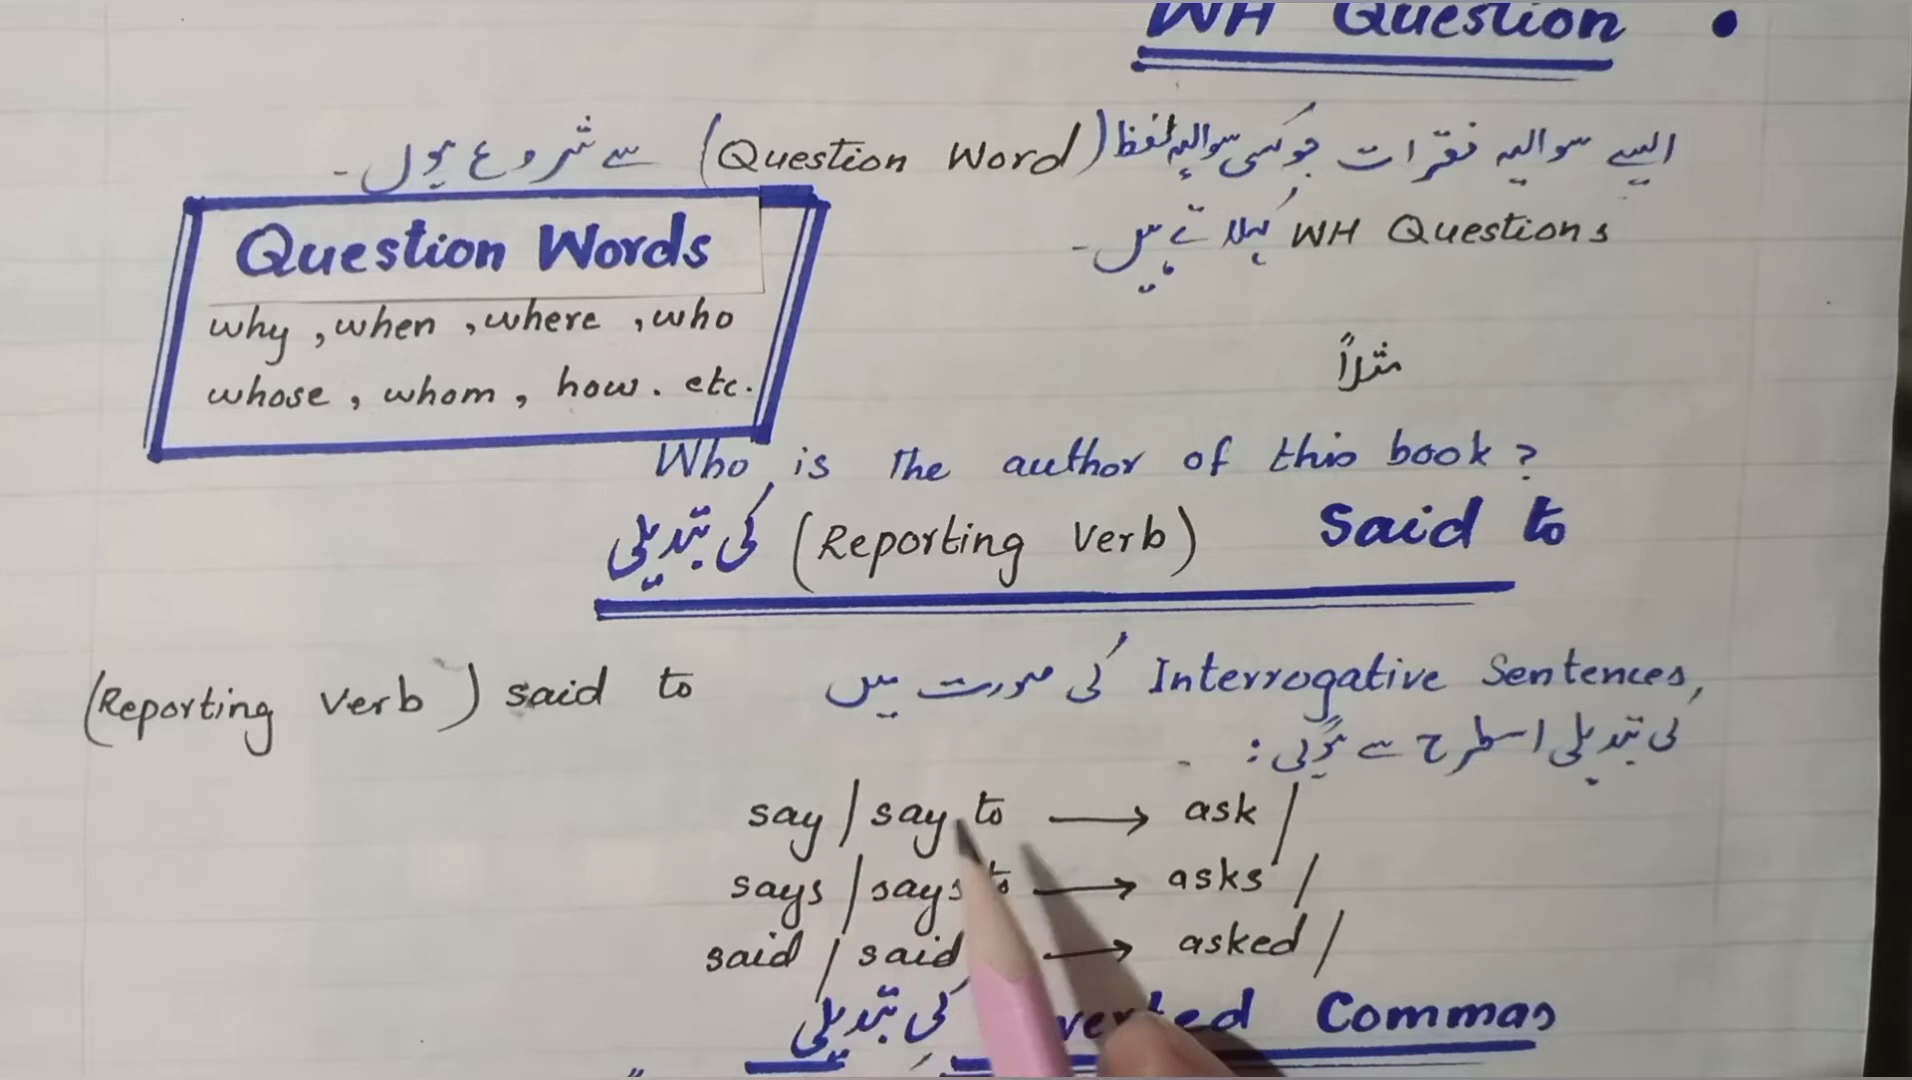 WH Question •
ایسے سوالیہ فقرات جو کسی سوالیہ لفظ (Question Word) سے شروع ہوں۔
WH Questions کہلاتے ہیں۔
Question Words
why , when , where , who
whose , whom , how . etc.
مثلاً
Who is the author of this book?
Said to (Reporting Verb) کی تبدیلی
Interrogative Sentences, کی صورت میں said to (Reporting Verb)
کی تبدیلی اسطرح سے ہوگی:
say / say to → ask /
says / says to → asks /
said / said → asked /
Commas کی تبدیلی